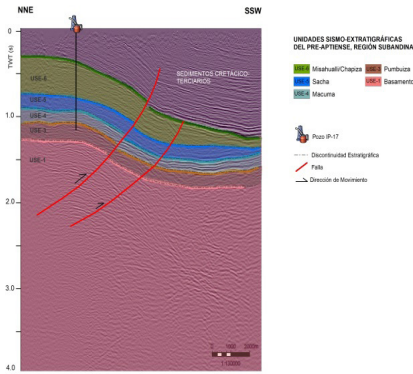 NNE
SSW
0
TWT (s)
1.0
2.0
3.0
4.0
SEDIMENTOS CRETÁCICO-
TERCIARIOS
USE-6
USE-5
USE-4
USE-3
USE-1
0 1000 2000m
1:100000
UNIDADES SISMO-ESTRATIGRÁFICAS
DEL PRE-APTIENSE, REGIÓN SUBANDINA
USE-6 Misahuallí/Chapiza
USE-3 Pumbuiza
USE-5 Sacha
USE-1 Basamento
USE-4 Macuma
Pozo IP-17
Discontinuidad Estratigráfica
Falla
Dirección de Movimiento